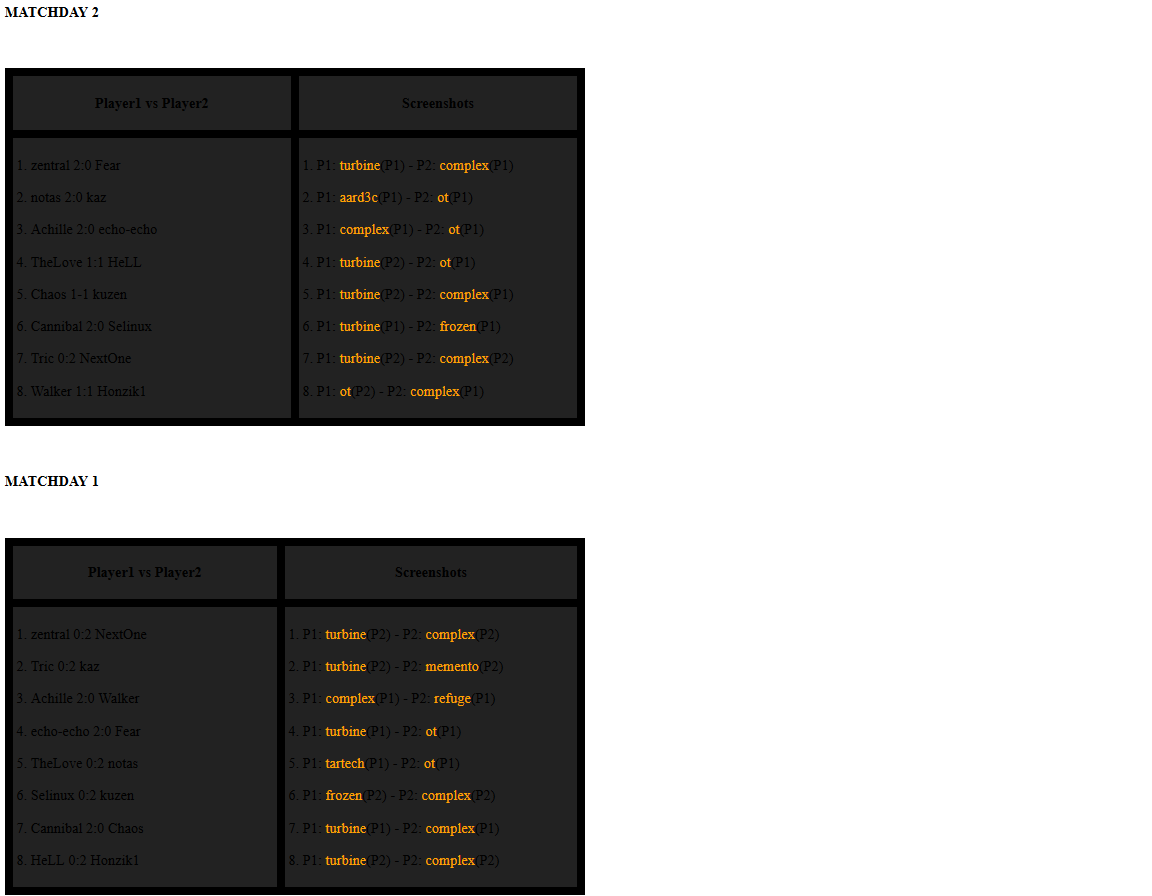 MATCHDAY 2
Player1 vs Player2 Screenshots
1. zentral 2:0 Fear 1. P1: turbine(P1) - P2: complex(P1)
2. notas 2:0 kaz 2. P1: aard3c(P1) - P2: ot(P1)
3. Achille 2:0 echo-echo 3. P1: complex(P1) - P2: ot(P1)
4. TheLove 1:1 HeLL 4. P1: turbine(P2) - P2: ot(P1)
5. Chaos 1-1 kuzen 5. P1: turbine(P2) - P2: complex(P1)
6. Cannibal 2:0 Selinux 6. P1: turbine(P1) - P2: frozen(P1)
7. Tric 0:2 NextOne 7. P1: turbine(P2) - P2: complex(P2)
8. Walker 1:1 Honzik1 8. P1: ot(P2) - P2: complex(P1)
MATCHDAY 1
Player1 vs Player2 Screenshots
1. zentral 0:2 NextOne 1. P1: turbine(P2) - P2: complex(P2)
2. Tric 0:2 kaz 2. P1: turbine(P2) - P2: memento(P2)
3. Achille 2:0 Walker 3. P1: complex(P1) - P2: refuge(P1)
4. echo-echo 2:0 Fear 4. P1: turbine(P1) - P2: ot(P1)
5. TheLove 0:2 notas 5. P1: tartech(P1) - P2: ot(P1)
6. Selinux 0:2 kuzen 6. P1: frozen(P2) - P2: complex(P2)
7. Cannibal 2:0 Chaos 7. P1: turbine(P1) - P2: complex(P1)
8. HeLL 0:2 Honzik1 8. P1: turbine(P2) - P2: complex(P2)